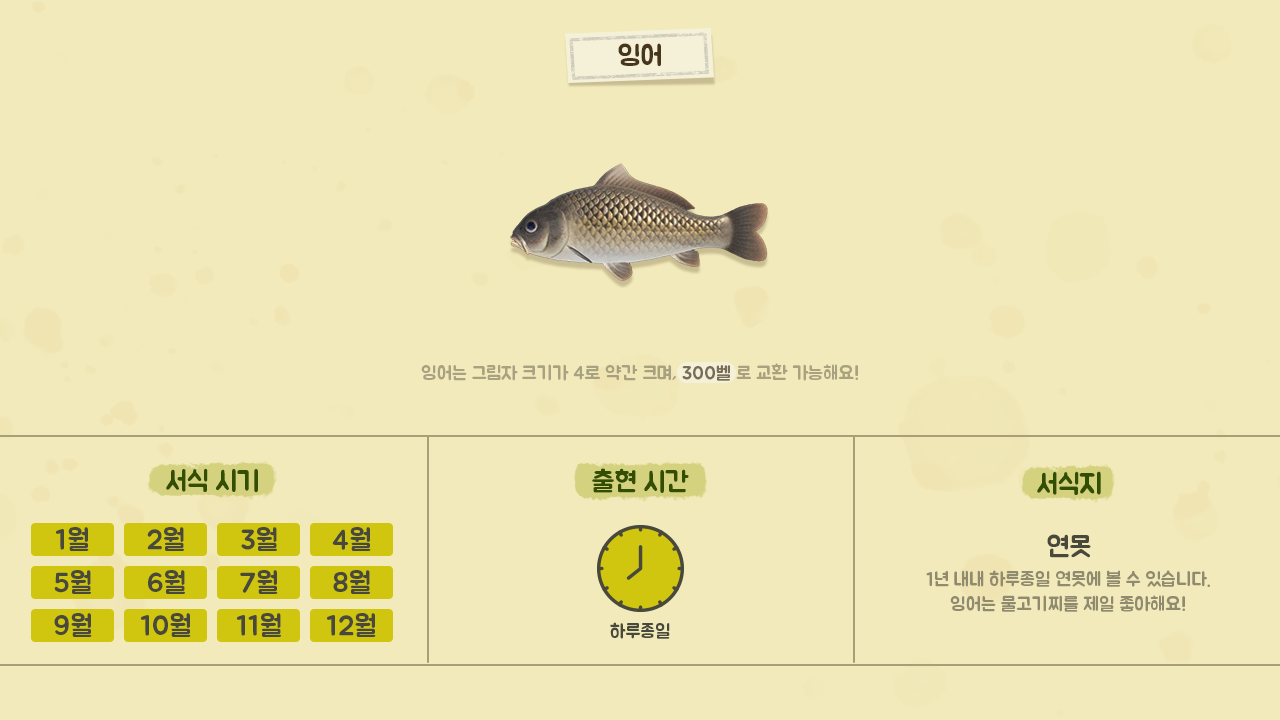 잉어
잉어는 그림자 크기가 4로 약간 크며, 300벨 로 교환 가능해요!
서식 시기
1월 2월 3월 4월
5월 6월 7월 8월
9월 10월 11월 12월
출현 시간
하루종일
서식지
연못
1년 내내 하루종일 연못에 볼 수 있습니다.
잉어는 물고기찌를 제일 좋아해요!